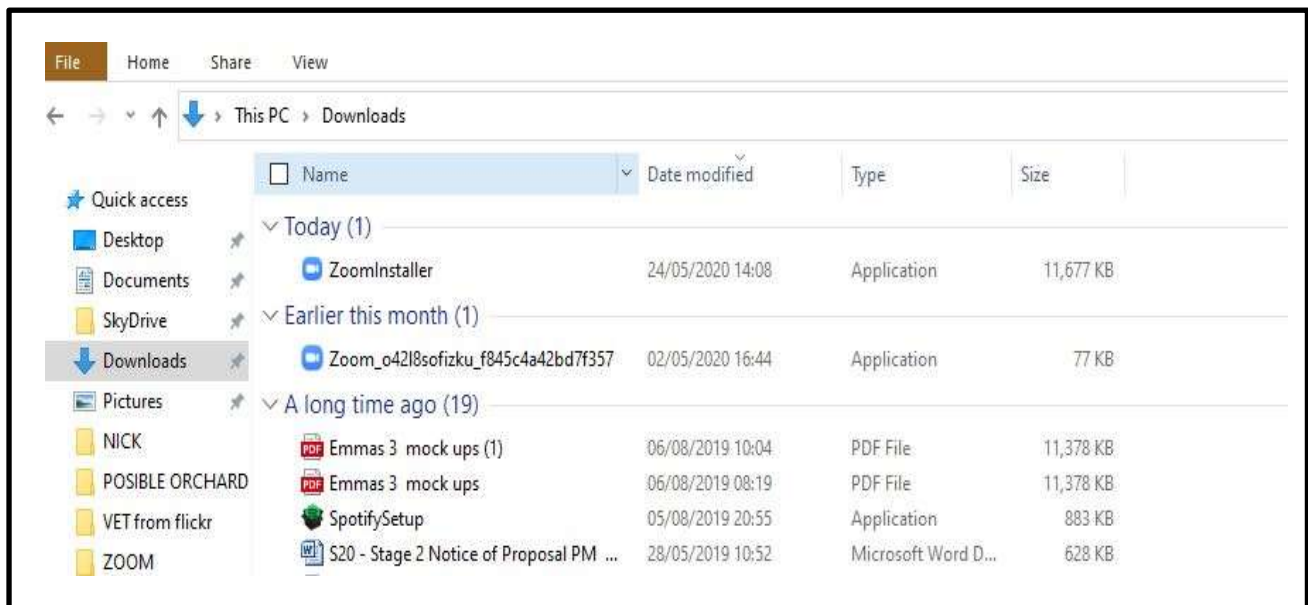 File Home Share View
This PC > Downloads
Name Date modified Type Size
Quick access
Today (1)
Desktop
ZoomInstaller 24/05/2020 14:08 Application 11,677 KB
Documents
Earlier this month (1)
SkyDrive
Downloads
Zoom_o42l8sofizku_f845c4a42bd7f357 02/05/2020 16:44 Application 77 KB
Pictures
A long time ago (19)
NICK
Emmas 3 mock ups (1) 06/08/2019 10:04 PDF File 11,378 KB
POSIBLE ORCHARD
Emmas 3 mock ups 06/08/2019 08:19 PDF File 11,378 KB
VET from flickr
SpotifySetup 05/08/2019 20:55 Application 883 KB
ZOOM
S20 - Stage 2 Notice of Proposal PM ... 28/05/2019 10:52 Microsoft Word D... 628 KB